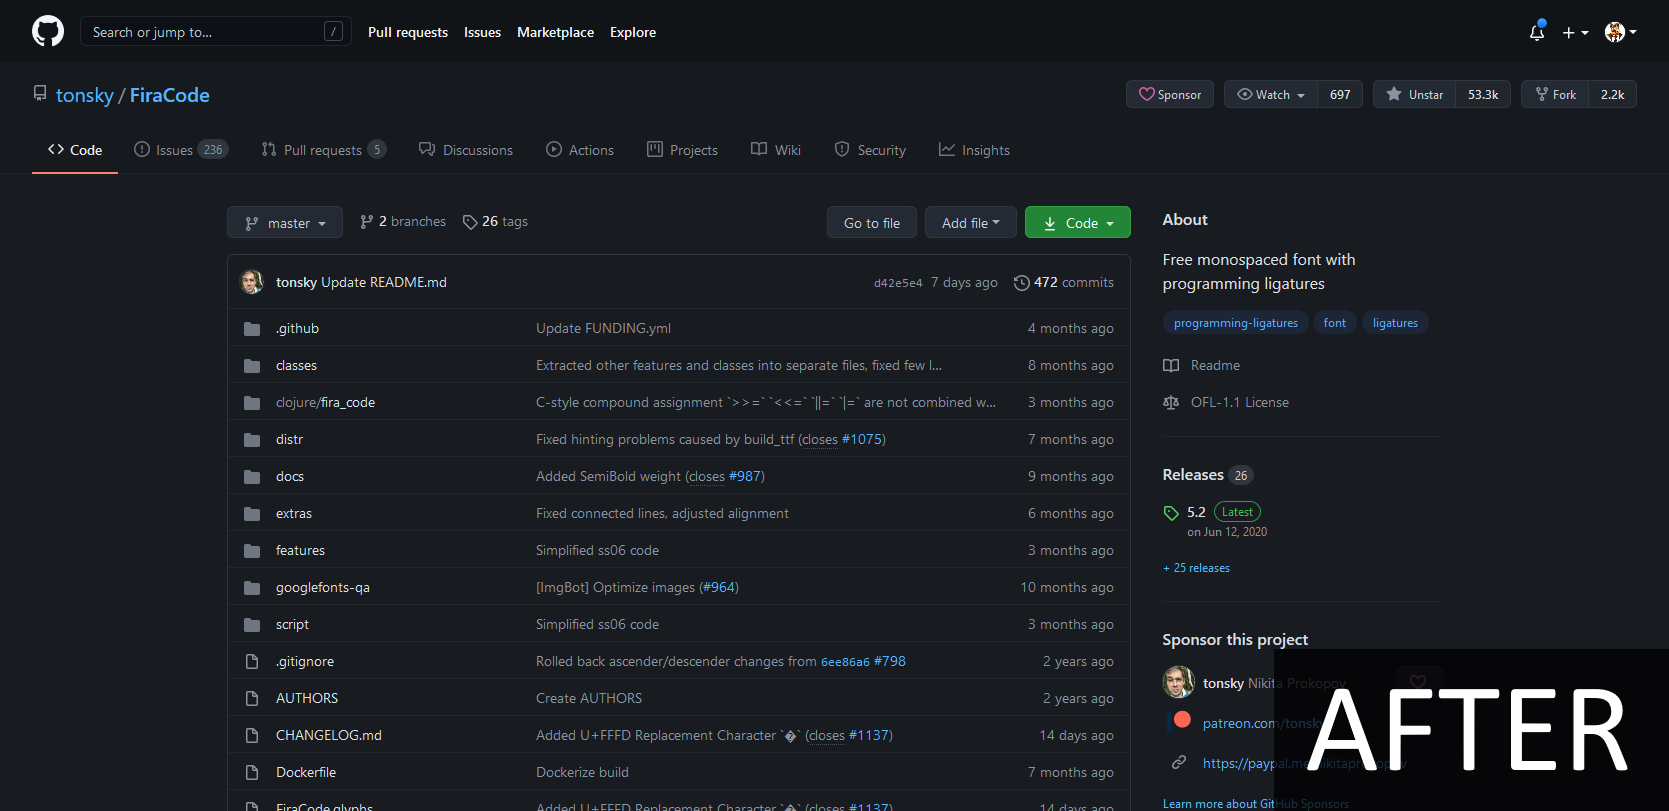 Search or jump to... /
Pull requests Issues Marketplace Explore
tonsky / FiraCode
Sponsor Watch 697 Unstar 53.3k Fork 2.2k
Code Issues 236 Pull requests 5 Discussions Actions Projects Wiki Security Insights
master 2 branches 26 tags Go to file Add file Code
tonsky Update README.md d42e5e4 7 days ago 472 commits
.github Update FUNDING.yml 4 months ago
classes Extracted other features and classes into separate files, fixed few l... 8 months ago
clojure/fira_code C-style compound assignment `>>=` `<<=` `||=` `|=` are not combined w... 3 months ago
distr Fixed hinting problems caused by build_ttf (closes #1075) 7 months ago
docs Added SemiBold weight (closes #987) 9 months ago
extras Fixed connected lines, adjusted alignment 6 months ago
features Simplified ss06 code 3 months ago
googlefonts-qa [ImgBot] Optimize images (#964) 10 months ago
script Simplified ss06 code 3 months ago
.gitignore Rolled back ascender/descender changes from 6ee86a6 #798 2 years ago
AUTHORS Create AUTHORS 2 years ago
CHANGELOG.md Added U+FFFD Replacement Character `�` (closes #1137) 14 days ago
Dockerfile Dockerize build 7 months ago
FiraCode.glyphs Added U+FFFD Replacement Character `�` (closes #1137) 14 days ago
About
Free monospaced font with
programming ligatures
programming-ligatures font ligatures
Readme
OFL-1.1 License
Releases 26
5.2 Latest
on Jun 12, 2020
+ 25 releases
Sponsor this project
tonsky Nikita Prokopov
patreon.com/tonsky
https://paypal.me/nikitaprokopov
Learn more about GitHub Sponsors
AFTER